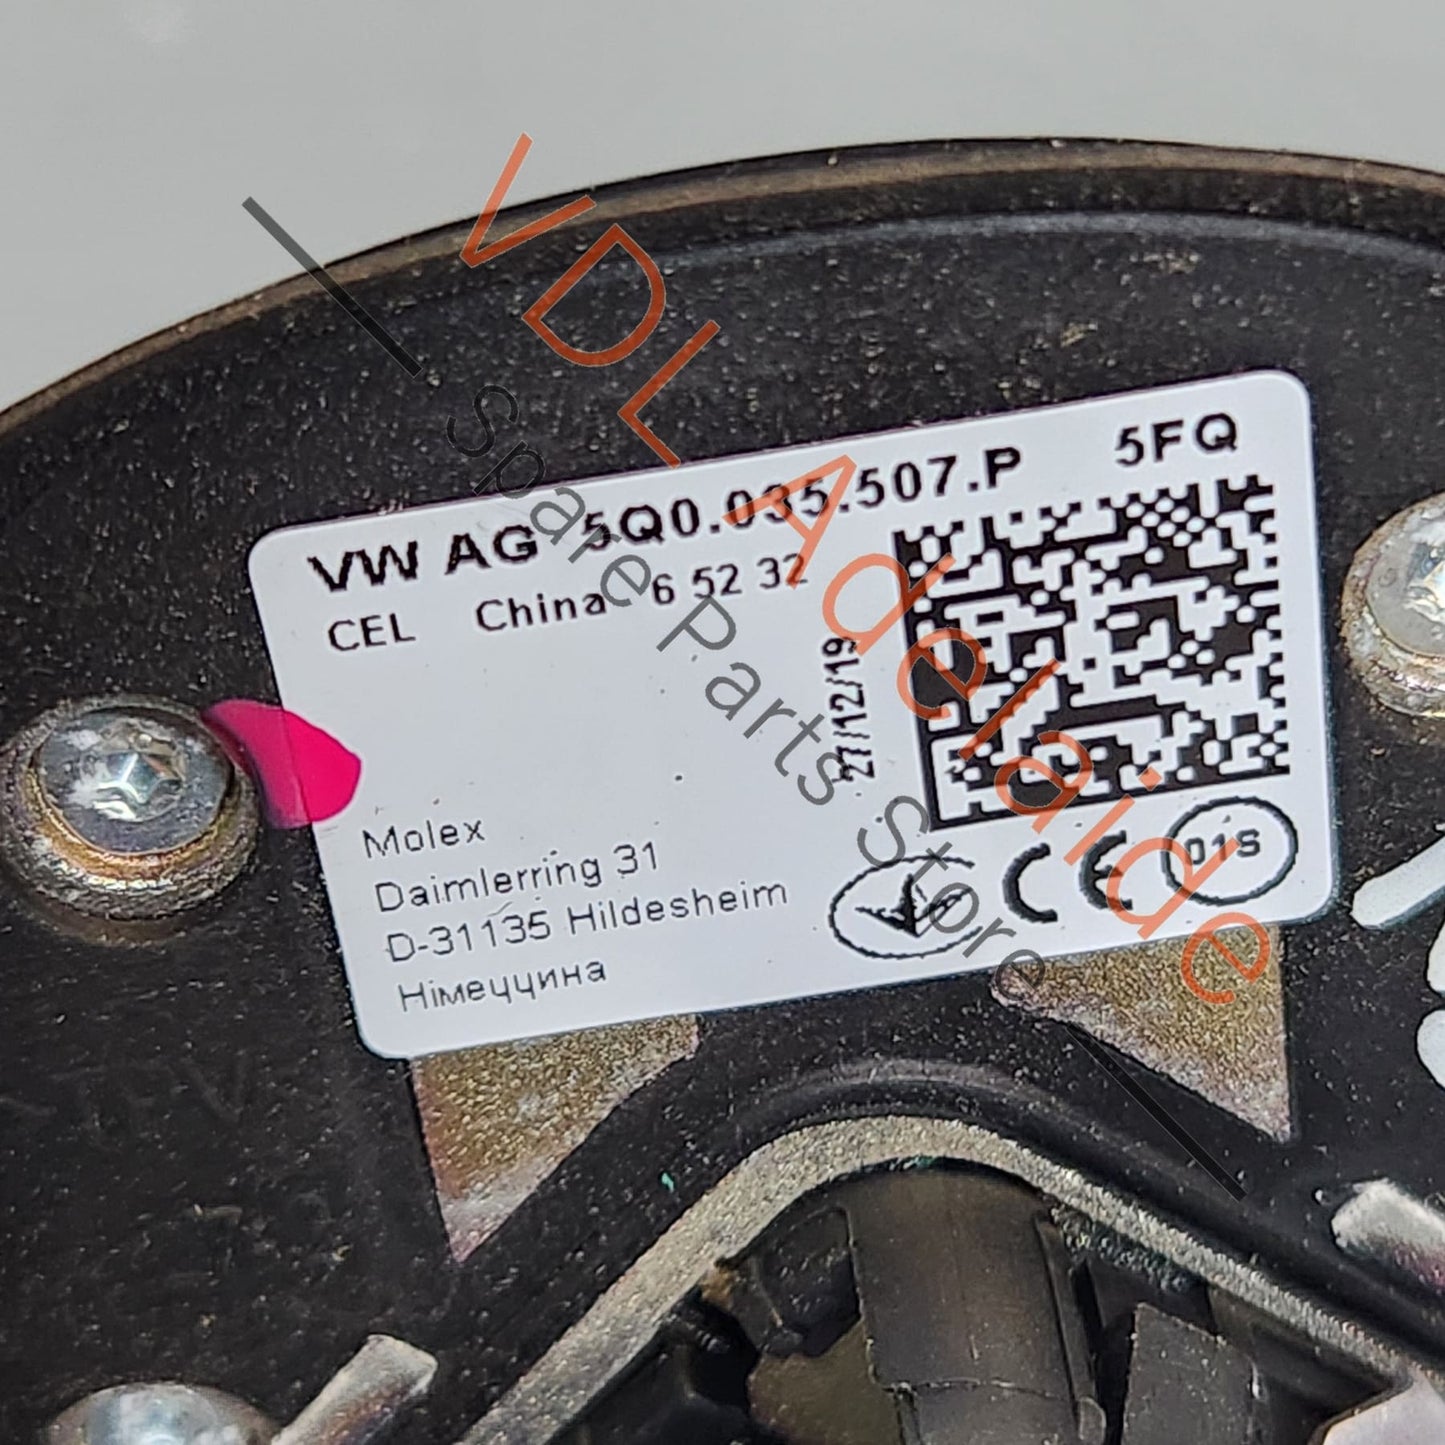 VW AG 5Q0.035.507.P 5FQ
CEL China 6 52 32
27/12/19
Molex
Daimlerring 31
D-31135 Hildesheim
Німеччина
CE
01S
VDL Adelaide
Spare Parts Store